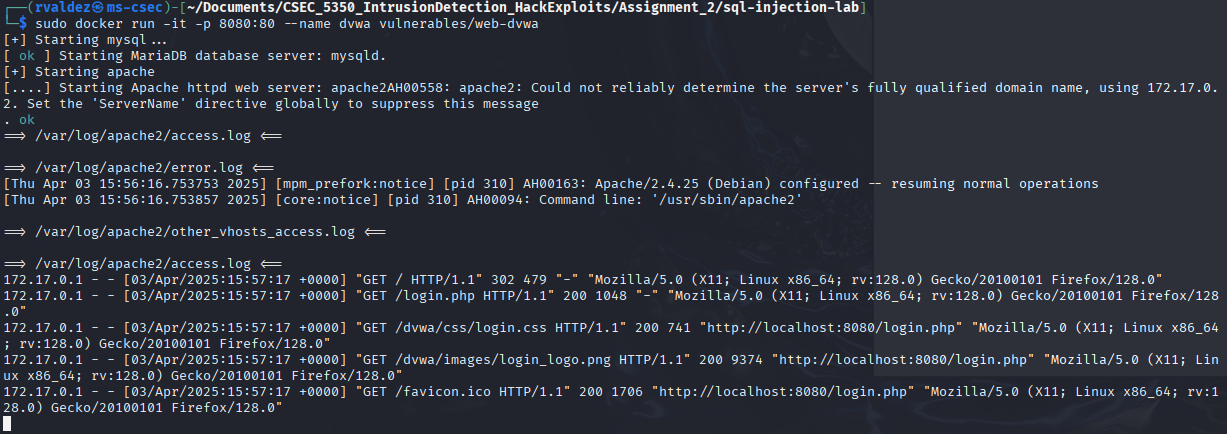 ┌──(rvaldez㉿ms-csec)-[~/Documents/CSEC_5350_IntrusionDetection_HackExploits/Assignment_2/sql-injection-lab]
└─$ sudo docker run -it -p 8080:80 --name dvwa vulnerables/web-dvwa
[+] Starting mysql...
[ ok ] Starting MariaDB database server: mysqld.
[+] Starting apache
[....] Starting Apache httpd web server: apache2AH00558: apache2: Could not reliably determine the server's fully qualified domain name, using 172.17.0.
2. Set the 'ServerName' directive globally to suppress this message
. ok
==> /var/log/apache2/access.log <==
==> /var/log/apache2/error.log <==
[Thu Apr 03 15:56:16.753753 2025] [mpm_prefork:notice] [pid 310] AH00163: Apache/2.4.25 (Debian) configured -- resuming normal operations
[Thu Apr 03 15:56:16.753857 2025] [core:notice] [pid 310] AH00094: Command line: '/usr/sbin/apache2'
==> /var/log/apache2/other_vhosts_access.log <==
==> /var/log/apache2/access.log <==
172.17.0.1 - - [03/Apr/2025:15:57:17 +0000] "GET / HTTP/1.1" 302 479 "-" "Mozilla/5.0 (X11; Linux x86_64; rv:128.0) Gecko/20100101 Firefox/128.0"
172.17.0.1 - - [03/Apr/2025:15:57:17 +0000] "GET /login.php HTTP/1.1" 200 1048 "-" "Mozilla/5.0 (X11; Linux x86_64; rv:128.0) Gecko/20100101 Firefox/128
.0"
172.17.0.1 - - [03/Apr/2025:15:57:17 +0000] "GET /dvwa/css/login.css HTTP/1.1" 200 741 "http://localhost:8080/login.php" "Mozilla/5.0 (X11; Linux x86_64
; rv:128.0) Gecko/20100101 Firefox/128.0"
172.17.0.1 - - [03/Apr/2025:15:57:17 +0000] "GET /dvwa/images/login_logo.png HTTP/1.1" 200 9374 "http://localhost:8080/login.php" "Mozilla/5.0 (X11; Lin
ux x86_64; rv:128.0) Gecko/20100101 Firefox/128.0"
172.17.0.1 - - [03/Apr/2025:15:57:17 +0000] "GET /favicon.ico HTTP/1.1" 200 1706 "http://localhost:8080/login.php" "Mozilla/5.0 (X11; Linux x86_64; rv:1
28.0) Gecko/20100101 Firefox/128.0"